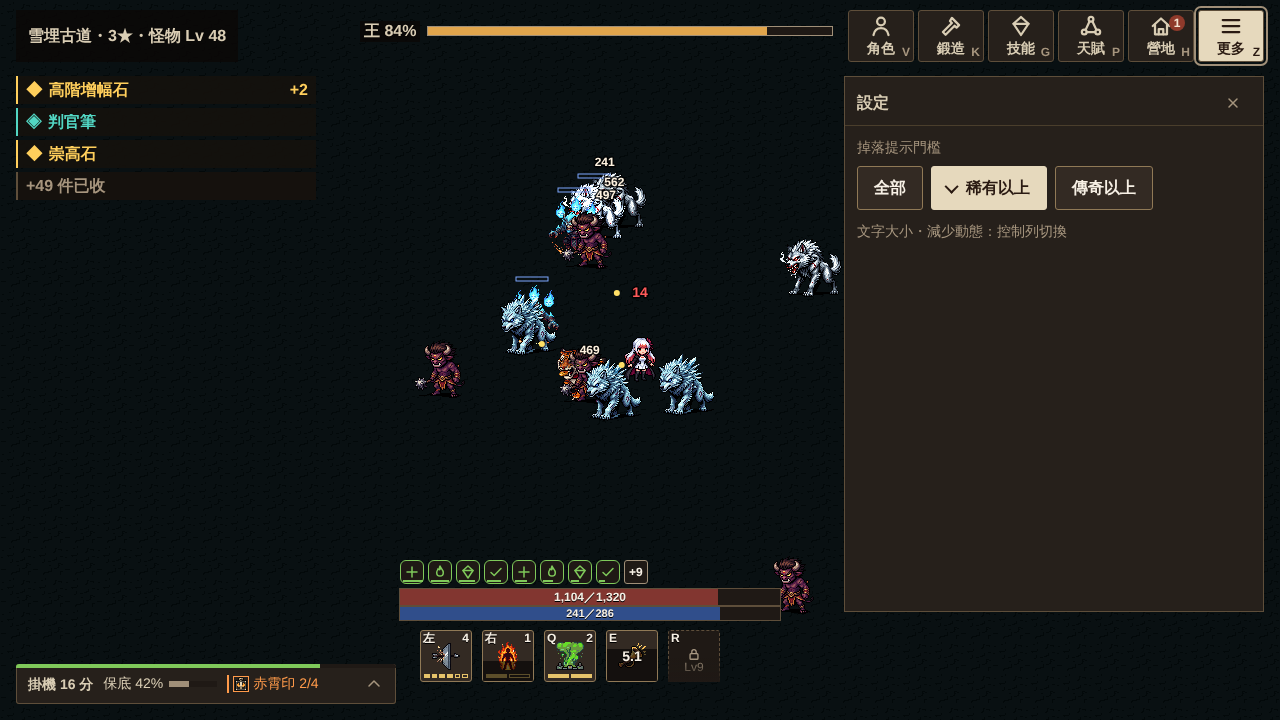 雪埋古道・3★・怪物 Lv 48
王 84%
角色 V
鍛造 K
技能 G
天賦 P
營地 H
1
更多 Z
高階增幅石 +2
判官筆
崇高石
+49 件已收
設定
掉落提示門檻
全部
稀有以上
傳奇以上
文字大小・減少動態：控制列切換
241
562
497
14
469
+9
1,104／1,320
241／286
左 4
右 1
Q 2
E 5.1
R Lv9
掛機 16 分 保底 42% 赤霄印 2/4